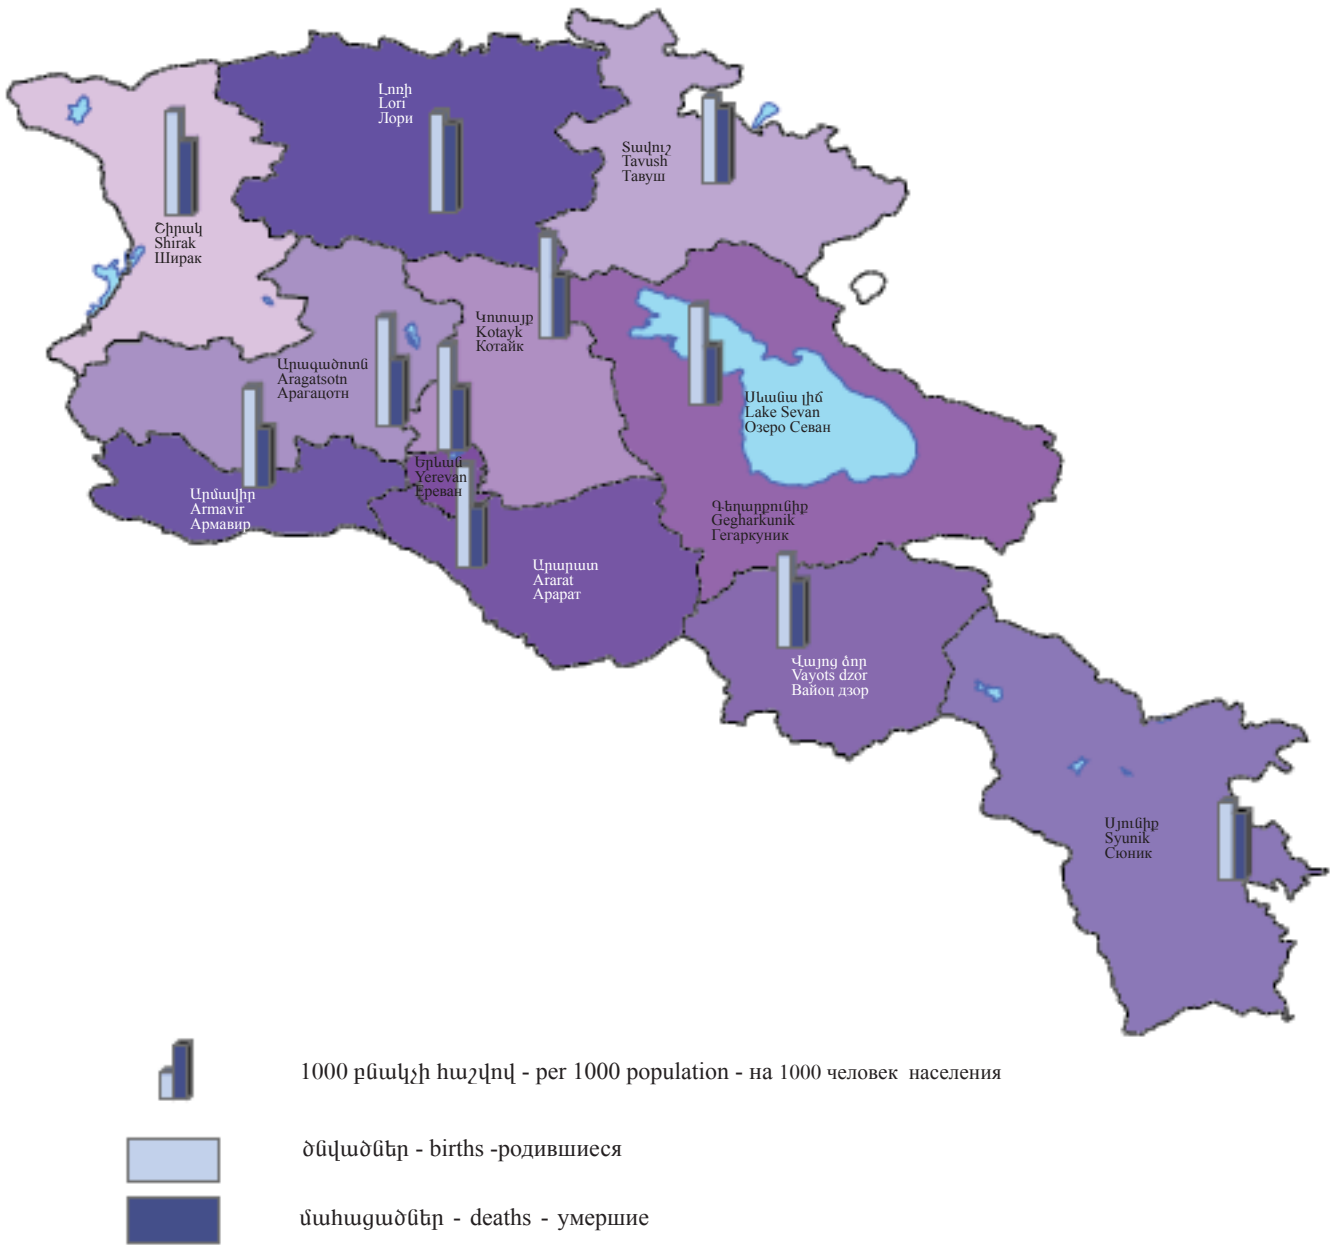 Լոռի
Lori
Лори
Տավուշ
Tavush
Тавуш
Շիրակ
Shirak
Ширак
Կոտայք
Kotayk
Котайк
Արագածոտն
Aragatsotn
Арагацотн
Սևանա լիճ
Lake Sevan
Озеро Севан
Երևան
Yerevan
Ереван
Արմավիր
Armavir
Армавир
Գեղարքունիք
Gegharkunik
Гегаркуник
Արարատ
Ararat
Арарат
Վայոց ձոր
Vayots dzor
Вайоц дзор
Սյունիք
Syunik
Сюник
1000 բնակչի հաշվով - per 1000 population - на 1000 человек населения
ծնվածներ - births -родившиеся
մահացածներ - deaths - умершие